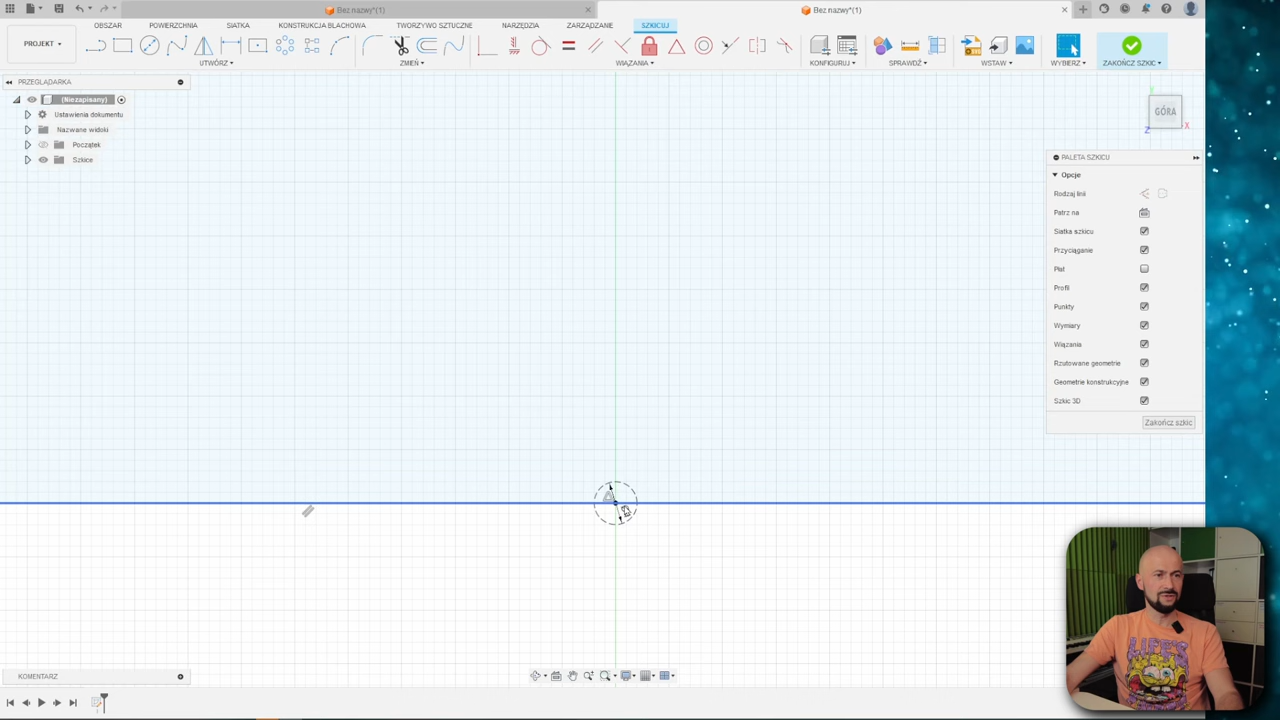 Bez nazwy*(1)
Bez nazwy*(1)
OBSZAR
POWIERZCHNIA
SIATKA
KONSTRUKCJA BLACHOWA
TWORZYWO SZTUCZNE
NARZĘDZIA
ZARZĄDZANIE
SZKICUJ
PROJEKT
UTWÓRZ
ZMIEŃ
WIĄZANIA
KONFIGURUJ
SPRAWDŹ
WSTAW
WYBIERZ
ZAKOŃCZ SZKIC
PRZEGLĄDARKA
(Niezapisany)
Ustawienia dokumentu
Nazwane widoki
Początek
Szkice
GÓRA
Y
X
Z
PALETA SZKICU
Opcje
Rodzaj linii
Patrz na
Siatka szkicu
Przyciąganie
Płat
Profil
Punkty
Wymiary
Wiązania
Rzutowane geometrie
Geometrie konstrukcyjne
Szkic 3D
Zakończ szkic
LIFE'S
KOMENTARZ